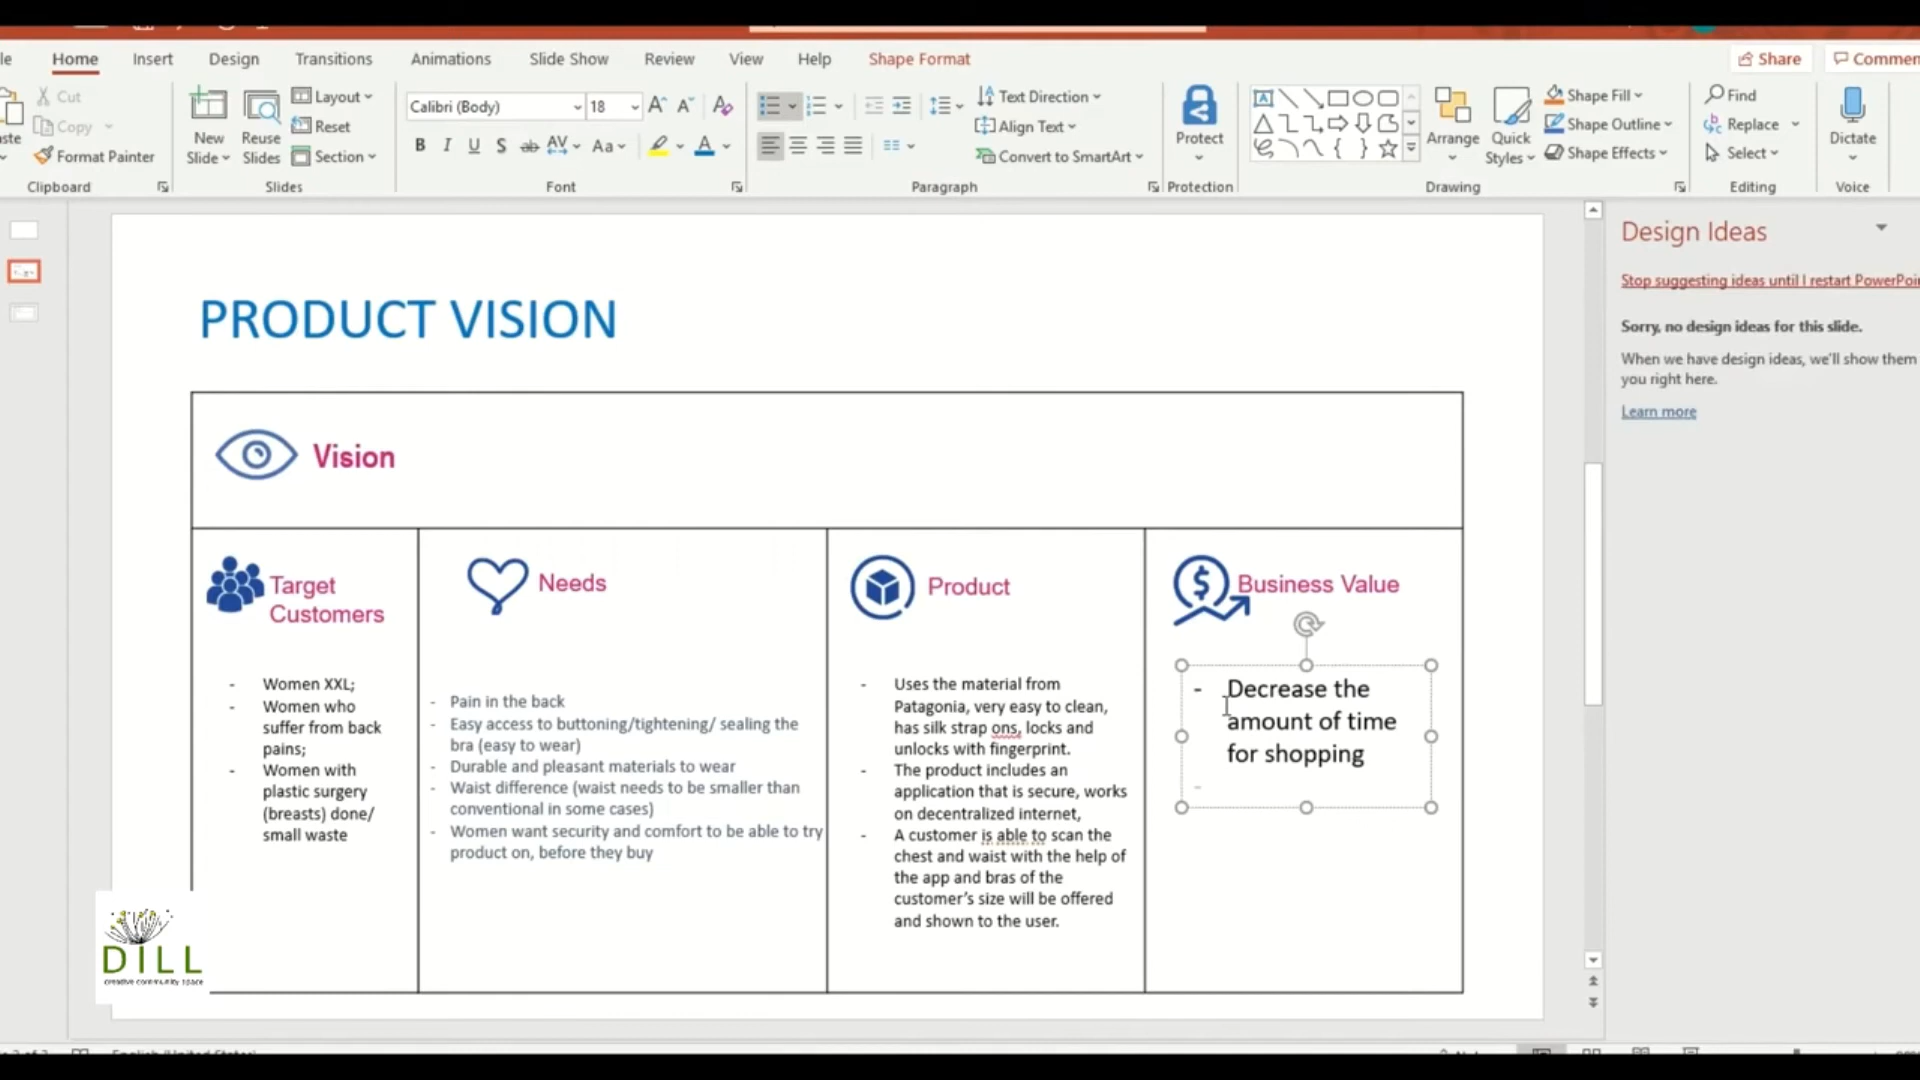 Home Insert Design Transitions Animations Slide Show Review View Help Shape Format Share
Cut
Copy
Format Painter
Clipboard
New
Slide
Reuse
Slides
Layout
Reset
Section
Slides
Calibri (Body) 18
B I U S ab AV Aa
Font
Text Direction
Align Text
Convert to SmartArt
Paragraph
Protect
Protection
Arrange
Quick
Styles
Shape Fill
Shape Outline
Shape Effects
Drawing
Find
Replace
Select
Editing
Dictate
Voice
PRODUCT VISION
Vision
Target
Customers
- Women XXL;
- Women who
suffer from back
pains;
- Women with
plastic surgery
(breasts) done/
small waste
Needs
- Pain in the back
- Easy access to buttoning/tightening/ sealing the
bra (easy to wear)
- Durable and pleasant materials to wear
- Waist difference (waist needs to be smaller than
conventional in some cases)
- Women want security and comfort to be able to try
product on, before they buy
Product
- Uses the material from
Patagonia, very easy to clean,
has silk strap ons, locks and
unlocks with fingerprint.
- The product includes an
application that is secure, works
on decentralized internet,
- A customer is able to scan the
chest and waist with the help of
the app and bras of the
customer's size will be offered
and shown to the user.
Business Value
- Decrease the
amount of time
for shopping
-
DILL
creative community space
Design Ideas
Stop suggesting ideas until I restart
Sorry, no design ideas for this slide.
When we have design ideas, we'll show them
you right here.
Learn more